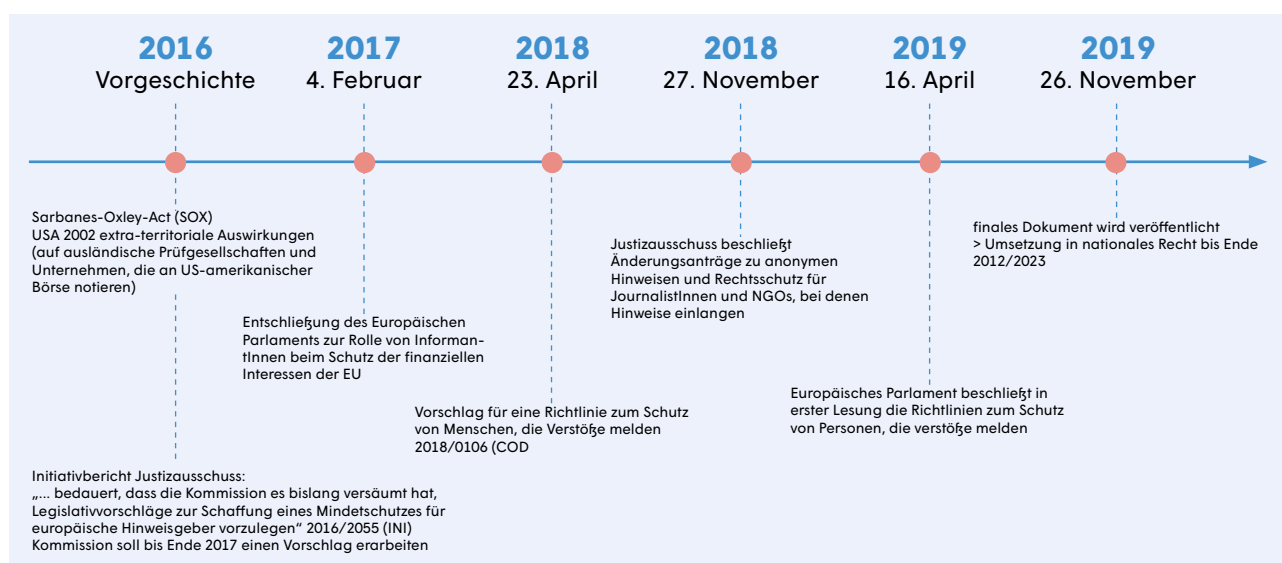 2016
Vorgeschichte
2017
4. Februar
2018
23. April
2018
27. November
2019
16. April
2019
26. November
Sarbanes-Oxley-Act (SOX)
USA 2002 extra-territoriale Auswirkungen
(auf ausländische Prüfgesellschaften und
Unternehmen, die an US-amerikanischer
Börse notieren)
Initiativbericht Justizausschuss:
„... bedauert, dass die Kommission es bislang versäumt hat,
Legislativvorschläge zur Schaffung eines Mindetschutzes für
europäische Hinweisgeber vorzulegen“ 2016/2055 (INI)
Kommission soll bis Ende 2017 einen Vorschlag erarbeiten
Entschließung des Europäischen
Parlaments zur Rolle von Informan-
tInnen beim Schutz der finanziellen
Interessen der EU
Vorschlag für eine Richtlinie zum Schutz
von Menschen, die Verstöße melden
2018/0106 (COD
Justizausschuss beschließt
Änderungsanträge zu anonymen
Hinweisen und Rechtsschutz für
JournalistInnen und NGOs, bei denen
Hinweise einlangen
Europäisches Parlament beschließt in
erster Lesung die Richtlinien zum Schutz
von Personen, die verstöße melden
finales Dokument wird veröffentlicht
> Umsetzung in nationales Recht bis Ende
2012/2023